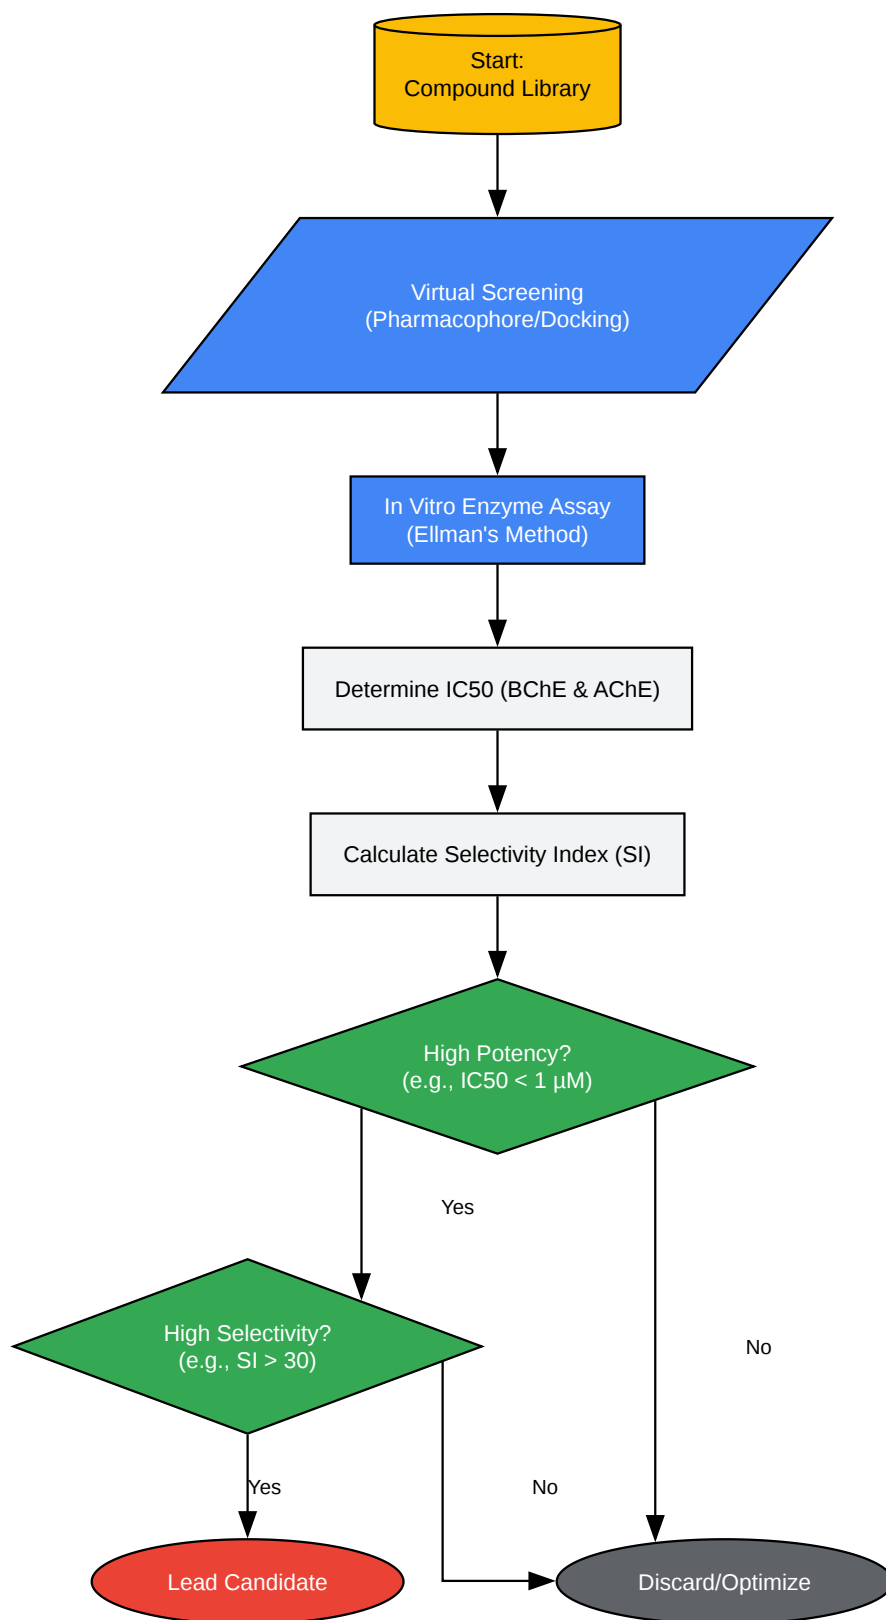 Start:
Compound Library
Virtual Screening
(Pharmacophore/Docking)
In Vitro Enzyme Assay
(Ellman's Method)
Determine IC50 (BChE & AChE)
Calculate Selectivity Index (SI)
High Potency?
(e.g., IC50 < 1 µM)
Yes
High Selectivity?
(e.g., SI > 30)
No
Yes
No
Lead Candidate
Discard/Optimize